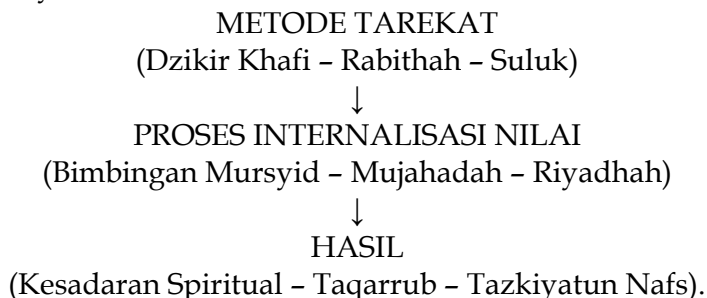 METODE TAREKAT
(Dzikir Khafi – Rabithah – Suluk)
↓
PROSES INTERNALISASI NILAI
(Bimbingan Mursyid – Mujahadah – Riyadhah)
↓
HASIL
(Kesadaran Spiritual – Taqarrub – Tazkiyatun Nafs).